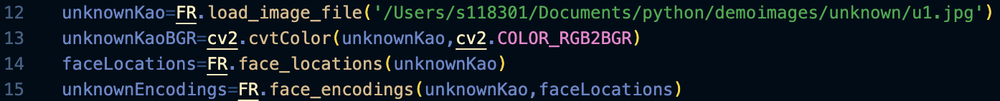 12 unknownKao=FR.load_image_file('/Users/s118301/Documents/python/demoimages/unknown/u1.jpg')
13 unknownKaoBGR=cv2.cvtColor(unknownKao,cv2.COLOR_RGB2BGR)
14 faceLocations=FR.face_locations(unknownKao)
15 unknownEncodings=FR.face_encodings(unknownKao,faceLocations)